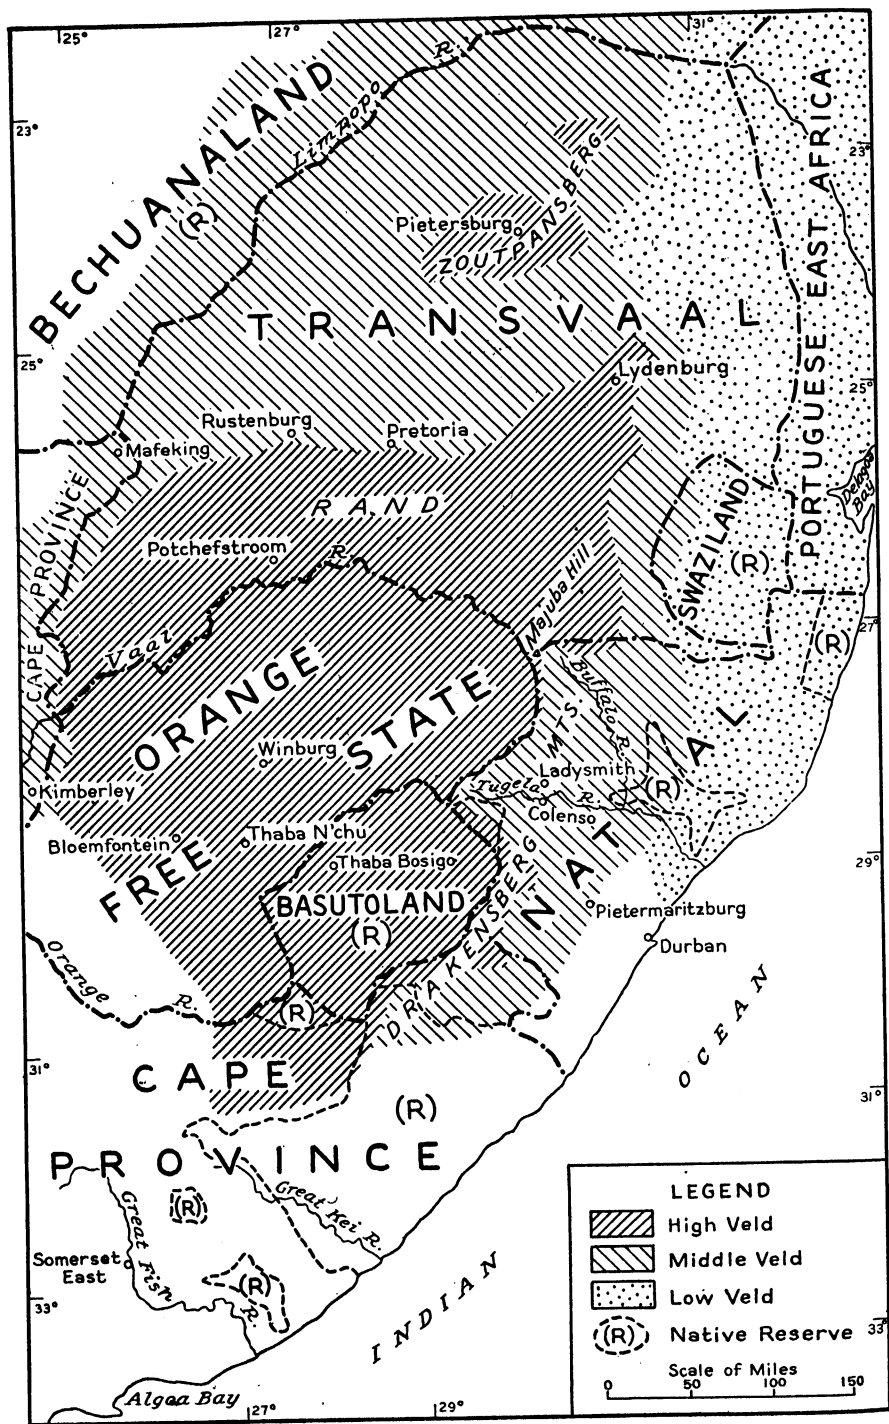 25°
27°
31°
23°
23°
BECHUANALAND
(R)
Limpopo
R.
Pietersburg
ZOUTPANSBERG
PORTUGUESE EAST AFRICA
TRANSVAAL
25°
25°
Lydenburg
Rustenburg
Pretoria
Mafeking
RAND
Delagoa
Bay
CAPE PROVINCE
Potchefstroom
SWAZILAND
(R)
Vaal
R.
Majuba Hill
27°
(R)
ORANGE
STATE
FREE
Buffalo R.
MTS
Winburg
Kimberley
Ladysmith
Tugela
R.
Colenso
(R)
NATAL
Bloemfontein
Thaba N'chu
Thaba Bosigo
29°
BASUTOLAND
(R)
DRAKENSBERG
Pietermaritzburg
Durban
Orange
R.
(R)
31°
31°
CAPE
PROVINCE
(R)
(R)
Great Kei R.
Great Fish
R.
Somerset
East
(R)
33°
33°
INDIAN
OCEAN
Algoa Bay
27°
29°
LEGEND
High Veld
Middle Veld
Low Veld
(R) Native Reserve
Scale of Miles
0 50 100 150